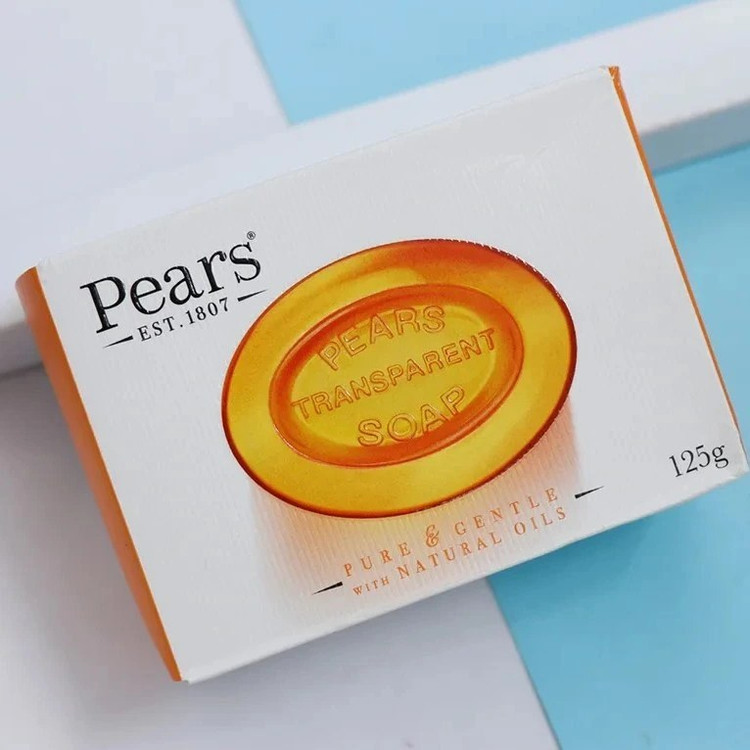 Pears®
EST. 1807
PEARS
TRANSPARENT
SOAP
PURE & GENTLE
WITH NATURAL OILS
125g